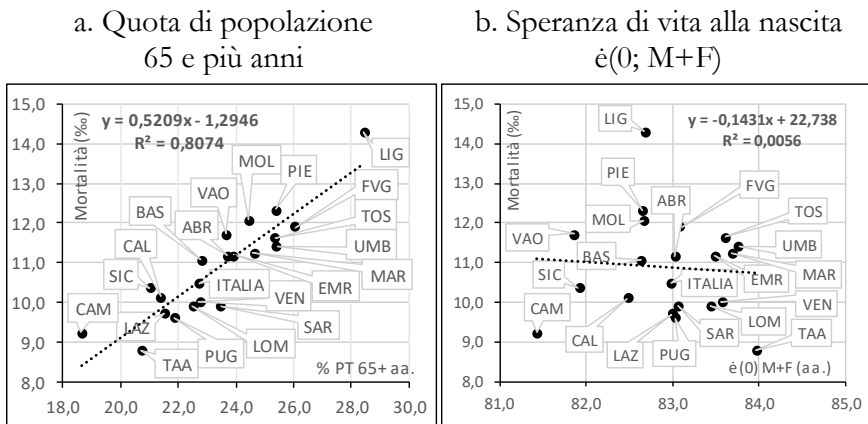 a. Quota di popolazione
65 e più anni
15,0
14,0
13,0
12,0
11,0
10,0
9,0
8,0
Mortalità (‰)
y = 0,5209x - 1,2946
R² = 0,8074
LIG
MOL
PIE
VAO
FVG
BAS
ABR
TOS
CAL
UMB
SIC
ITALIA
EMR
MAR
CAM
LAZ
VEN
SAR
TAA
PUG
LOM
% PT 65+ aa.
18,0 20,0 22,0 24,0 26,0 28,0 30,0
b. Speranza di vita alla nascita
ė(0; M+F)
15,0
14,0
13,0
12,0
11,0
10,0
9,0
8,0
Mortalità (‰)
LIG
y = -0,1431x + 22,738
R² = 0,0056
PIE
ABR
FVG
MOL
TOS
VAO
UMB
BAS
SIC
ITALIA
EMR
MAR
CAM
VEN
CAL
SAR
LOM
LAZ
PUG
TAA
ė(0) M+F (aa.)
81,0 82,0 83,0 84,0 85,0